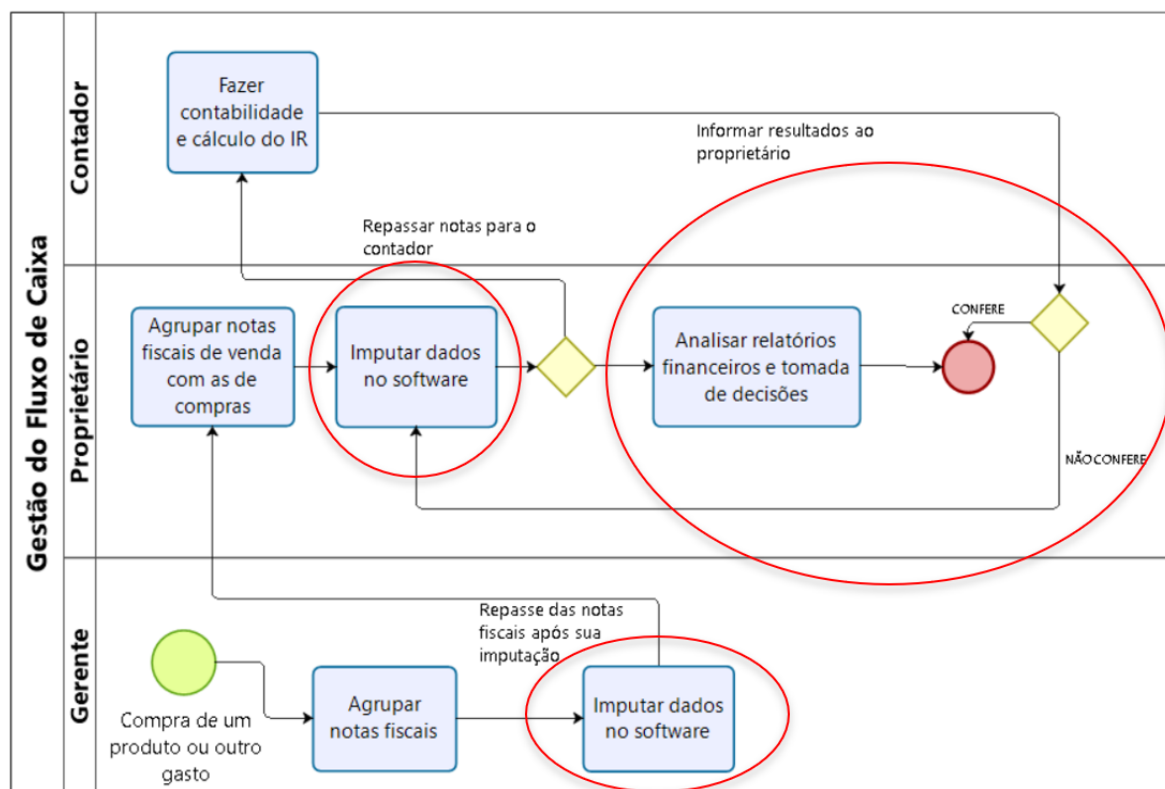 Gestão do Fluxo de Caixa
Contador
Fazer
contabilidade
e cálculo do IR
Informar resultados ao
proprietário
Repassar notas para o
contador
Proprietário
Agrupar notas
fiscais de venda
com as de
compras
Imputar dados
no software
Analisar relatórios
financeiros e tomada
de decisões
CONFERE
NÃO CONFERE
Gerente
Repasse das notas
fiscais após sua
imputação
Compra de um
produto ou outro
gasto
Agrupar
notas fiscais
Imputar dados
no software